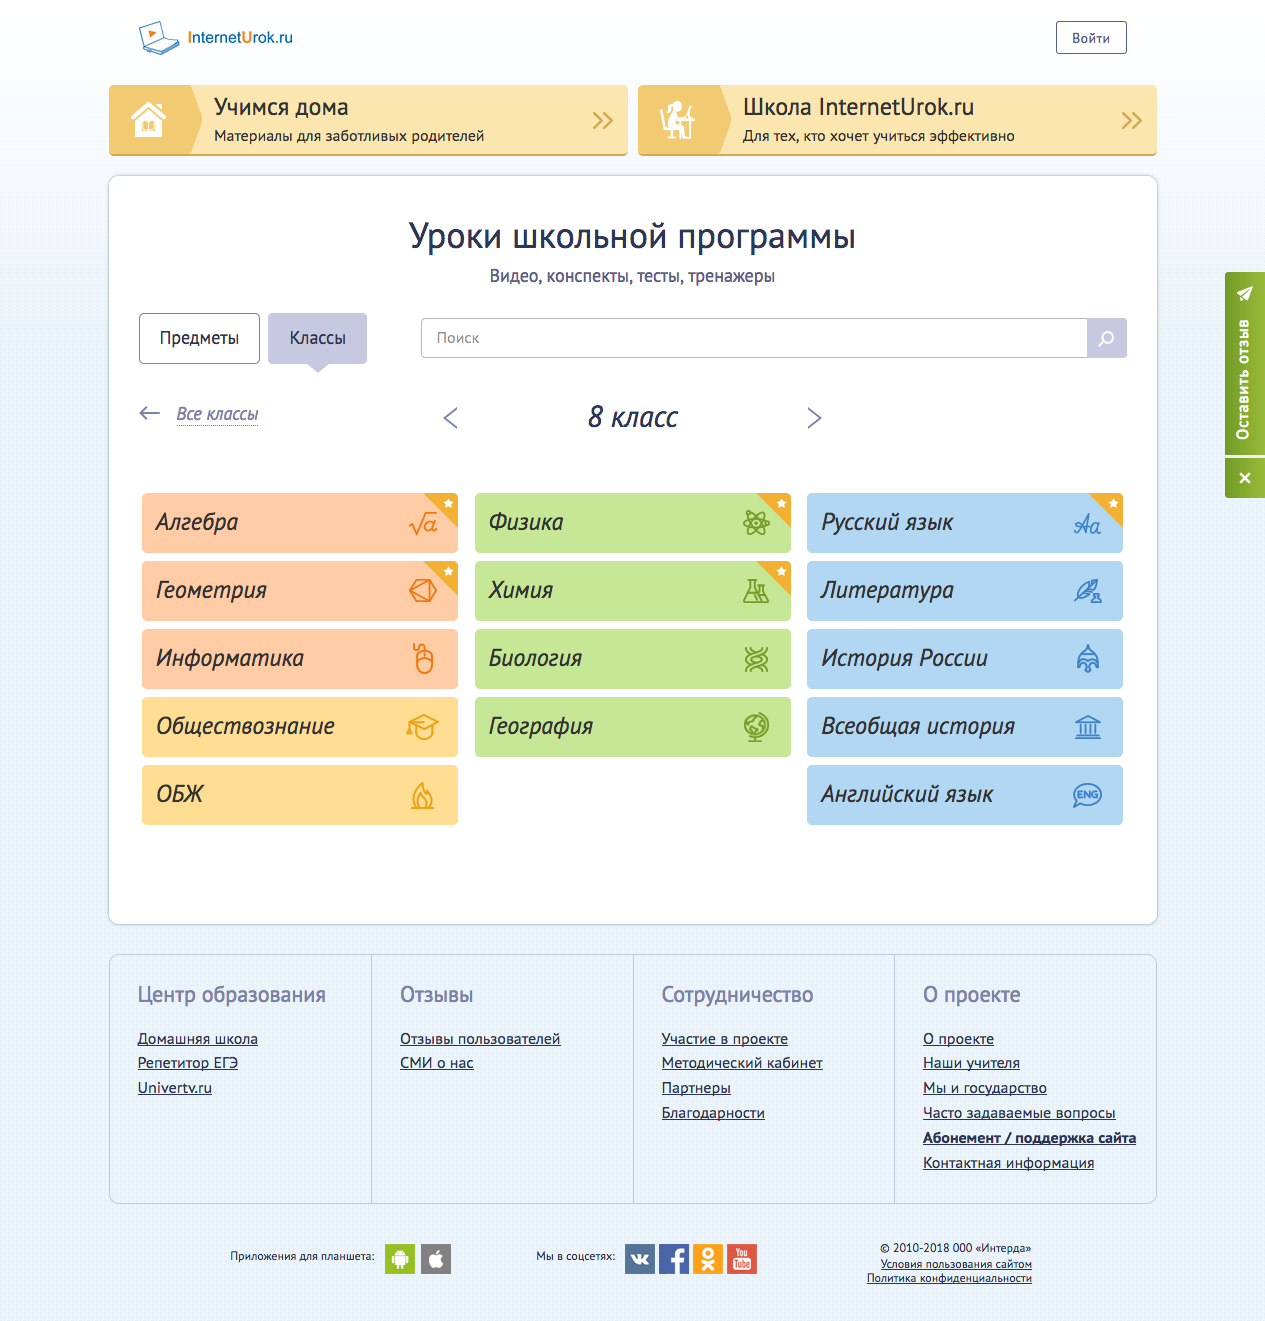 InternetUrok.ru
Войти
Учимся дома
Материалы для заботливых родителей
Школа InternetUrok.ru
Для тех, кто хочет учиться эффективно
Уроки школьной программы
Видео, конспекты, тесты, тренажеры
Предметы
Классы
Поиск
Все классы
8 класс
Алгебра
√a
Физика
Русский язык
Aa
Геометрия
Химия
Литература
Информатика
Биология
История России
Обществознание
География
Всеобщая история
ОБЖ
Английский язык
ENG
Оставить отзыв
Центр образования
Домашняя школа
Репетитор ЕГЭ
Univertv.ru
Отзывы
Отзывы пользователей
СМИ о нас
Сотрудничество
Участие в проекте
Методический кабинет
Партнеры
Благодарности
О проекте
О проекте
Наши учителя
Мы и государство
Часто задаваемые вопросы
Абонемент / поддержка сайта
Контактная информация
Приложения для планшета:
Мы в соцсетях:
You
Tube
© 2010-2018 ООО «Интерда»
Условия пользования сайтом
Политика конфиденциальности